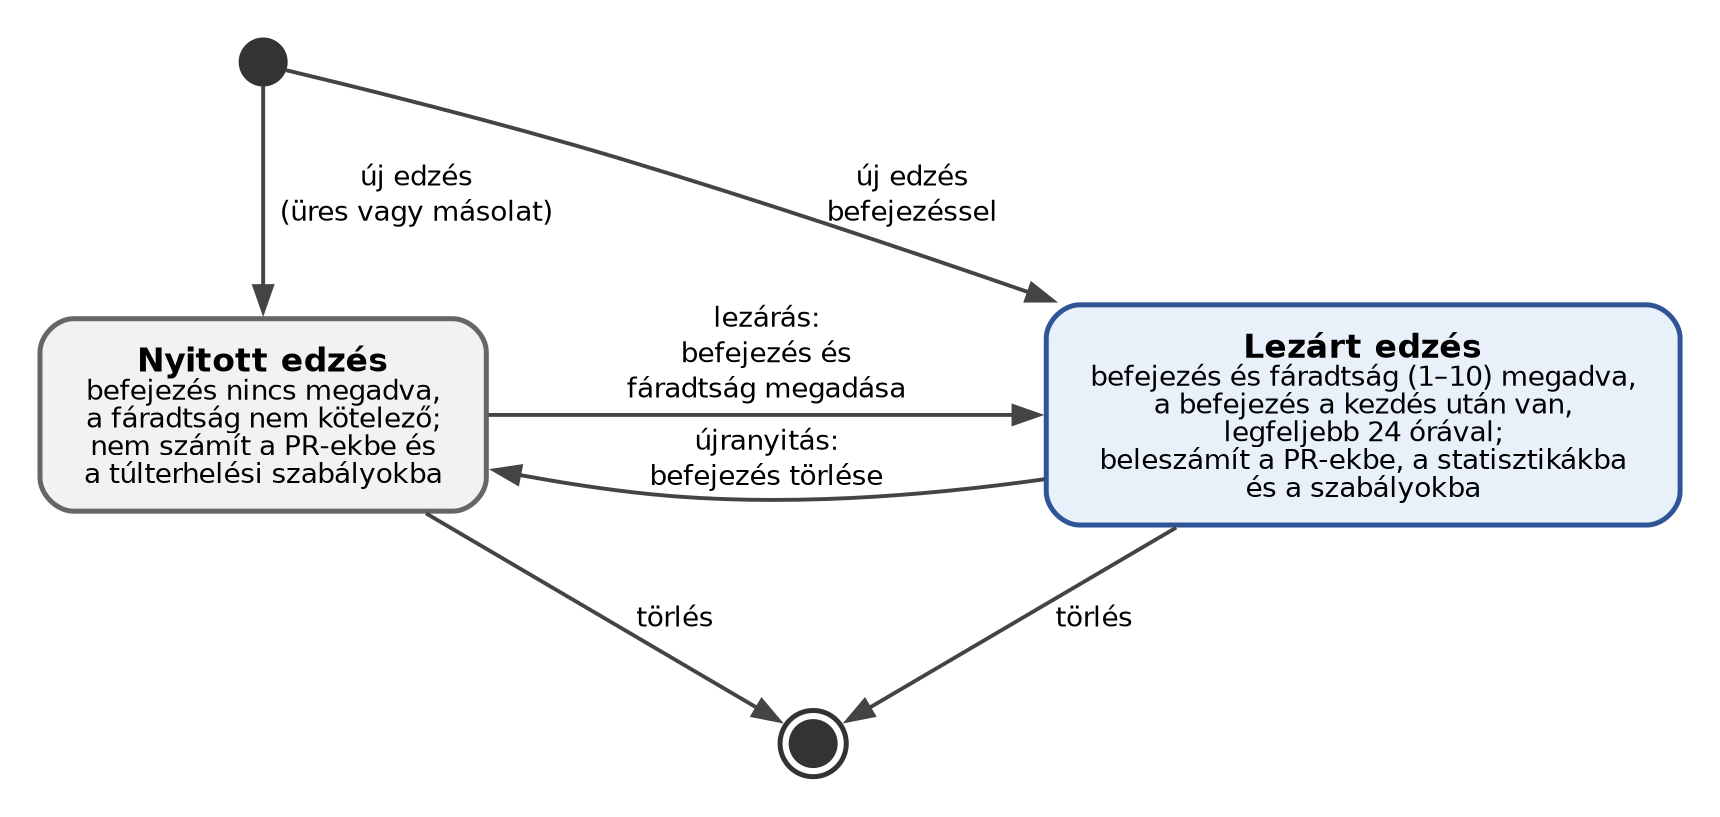 új edzés
(üres vagy másolat)
új edzés
befejezéssel
lezárás:
befejezés és
fáradtság megadása
újranyitás:
befejezés törlése
Nyitott edzés
befejezés nincs megadva,
a fáradtság nem kötelező;
nem számít a PR-ekbe és
a túlterhelési szabályokba
Lezárt edzés
befejezés és fáradtság (1–10) megadva,
a befejezés a kezdés után van,
legfeljebb 24 órával;
beleszámít a PR-ekbe, a statisztikákba
és a szabályokba
törlés
törlés